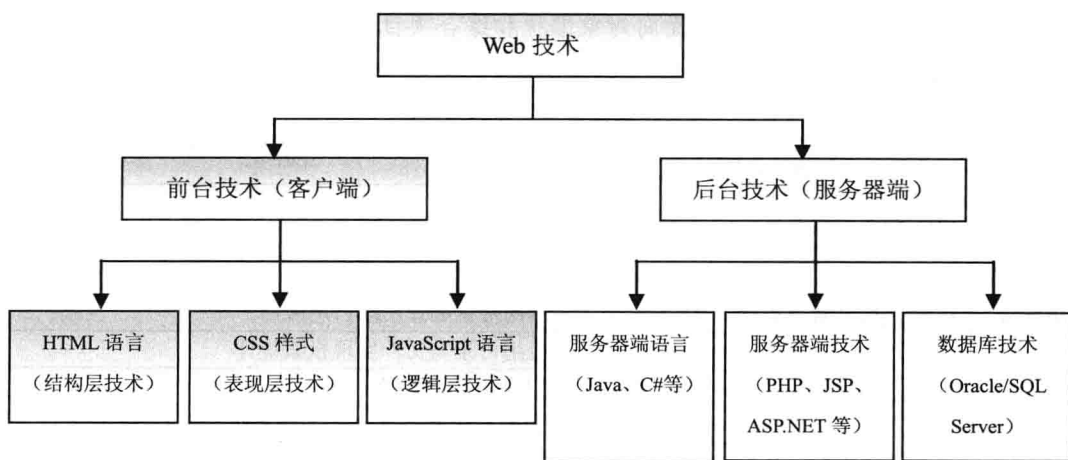 Web 技术
前台技术（客户端）
后台技术（服务器端）
HTML 语言
（结构层技术）
CSS 样式
（表现层技术）
JavaScript 语言
（逻辑层技术）
服务器端语言
（Java、C#等）
服务器端技术
（PHP、JSP、
ASP.NET 等）
数据库技术
（Oracle/SQL
Server）